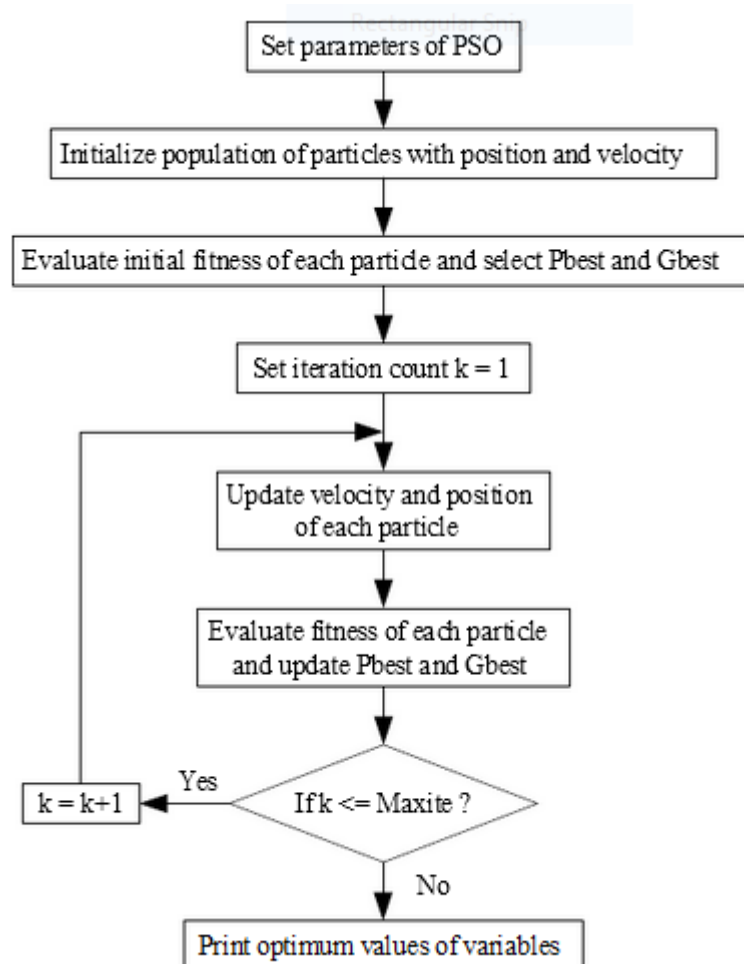 Rectangular Snip
Set parameters of PSO
Initialize population of particles with position and velocity
Evaluate initial fitness of each particle and select Pbest and Gbest
Set iteration count k = 1
Update velocity and position
of each particle
Evaluate fitness of each particle
and update Pbest and Gbest
If k <= Maxite ?
Yes
k = k+1
No
Print optimum values of variables